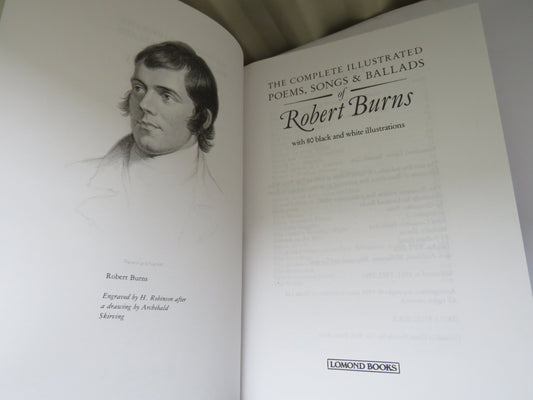 Robert Burns
Engraved by H. Robinson after
a drawing by Archibald
Skirving
THE COMPLETE ILLUSTRATED
POEMS, SONGS & BALLADS
of
Robert Burns
with 80 black and white illustrations
LOMOND BOOKS